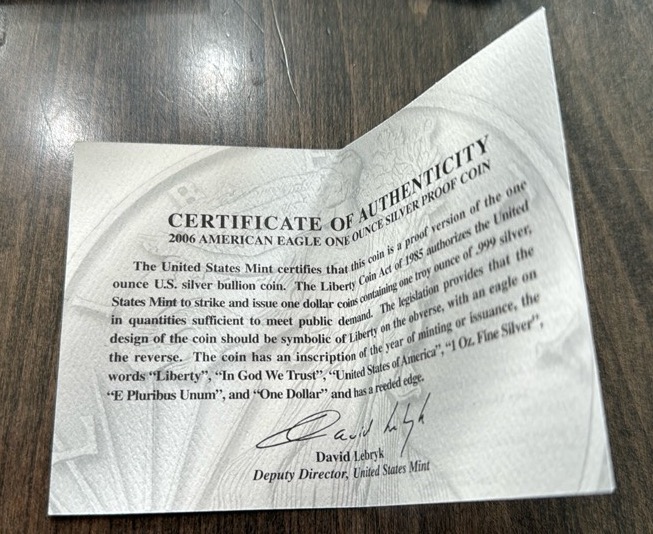 CERTIFICATE OF AUTHENTICITY
2006 AMERICAN EAGLE ONE OUNCE SILVER PROOF COIN
The United States Mint certifies that this coin is a proof version of the one
ounce U.S. silver bullion coin. The Liberty Coin Act of 1985 authorizes the United
States Mint to strike and issue one dollar coins containing one troy ounce of .999 silver,
in quantities sufficient to meet public demand. The legislation provides that the
design of the coin should be symbolic of Liberty on the obverse, with an eagle on
the reverse. The coin has an inscription of the year of minting or issuance, the
words “Liberty”, “In God We Trust”, “United States of America”, “1 Oz. Fine Silver”,
“E Pluribus Unum”, and “One Dollar” and has a reeded edge.
David Lebryk
David Lebryk
Deputy Director, United States Mint